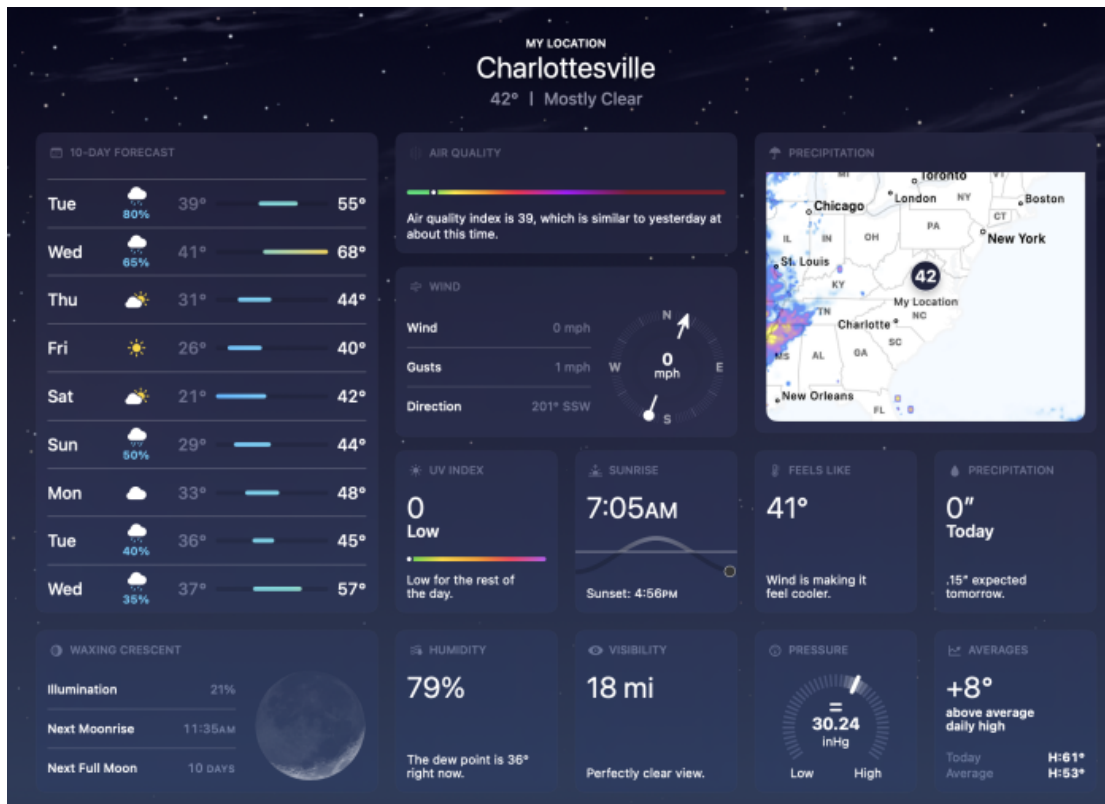 MY LOCATION
Charlottesville
42° | Mostly Clear
10-DAY FORECAST
Tue 80% 39° 55°
Wed 65% 41° 68°
Thu 31° 44°
Fri 26° 40°
Sat 21° 42°
Sun 50% 29° 44°
Mon 33° 48°
Tue 40% 36° 45°
Wed 35% 37° 57°
AIR QUALITY
Air quality index is 39, which is similar to yesterday at
about this time.
WIND
Wind 0 mph
Gusts 1 mph
Direction 201° SSW
N
W E
S
0
mph
PRECIPITATION
MI Toronto VT
London NY Boston
Chicago CT
PA New York
IL IN OH
St. Louis
42
KY
My Location
TN NC
Charlotte
SC
MS AL GA
New Orleans
FL
UV INDEX
0
Low
Low for the rest of
the day.
SUNRISE
7:05AM
Sunset: 4:56PM
FEELS LIKE
41°
Wind is making it
feel cooler.
PRECIPITATION
0"
Today
.15" expected
tomorrow.
WAXING CRESCENT
Illumination 21%
Next Moonrise 11:35AM
Next Full Moon 10 DAYS
HUMIDITY
79%
The dew point is 36°
right now.
VISIBILITY
18 mi
Perfectly clear view.
PRESSURE
=
30.24
inHg
Low High
AVERAGES
+8°
above average
daily high
Today H:61°
Average H:53°